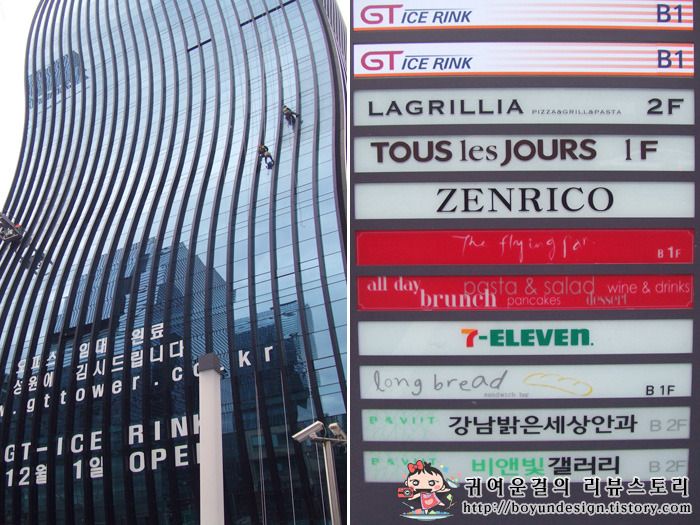 오피스 임대 완료
성원에 감사드립니다
www.gttower.co.kr
GT-ICE RINK
12월 1일 OPEN
GT ICE RINK B1
GT ICE RINK B1
LAGRILLIA PIZZA&GRILL&PASTA 2F
TOUS les JOURS 1F
ZENRICO
The flying pan B1F
all day brunch pasta & salad pancakes wine & drinks dessert
7-ELEVEN.
long bread sandwich bar B1F
강남밝은세상안과 B 2F
비앤빛갤러리 B 2F
귀여운걸의 리뷰스토리
http://boyundesign.tistory.com